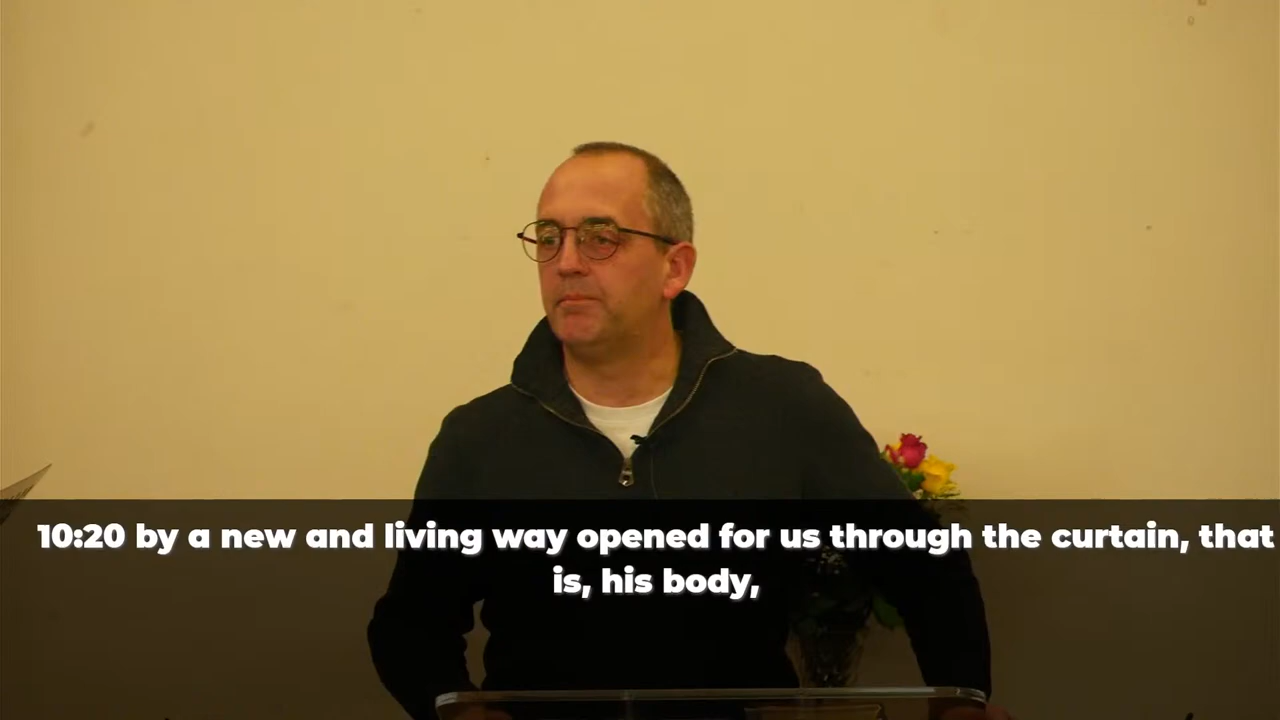 10:20 by a new and living way opened for us through the curtain, that
is, his body,